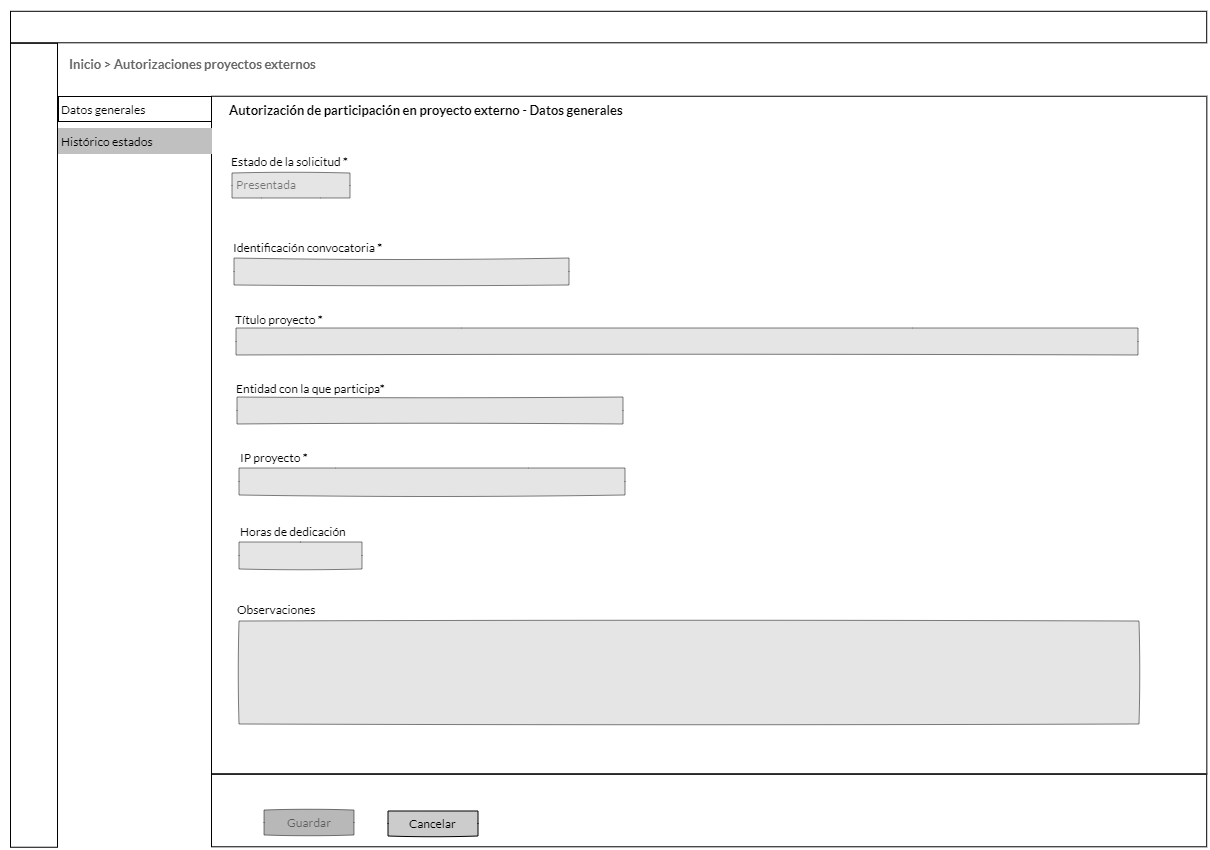 Inicio > Autorizaciones proyectos externos
Datos generales
Histórico estados
Autorización de participación en proyecto externo - Datos generales
Estado de la solicitud *
Presentada
Identificación convocatoria *
Título proyecto *
Entidad con la que participa*
IP proyecto *
Horas de dedicación
Observaciones
Guardar
Cancelar